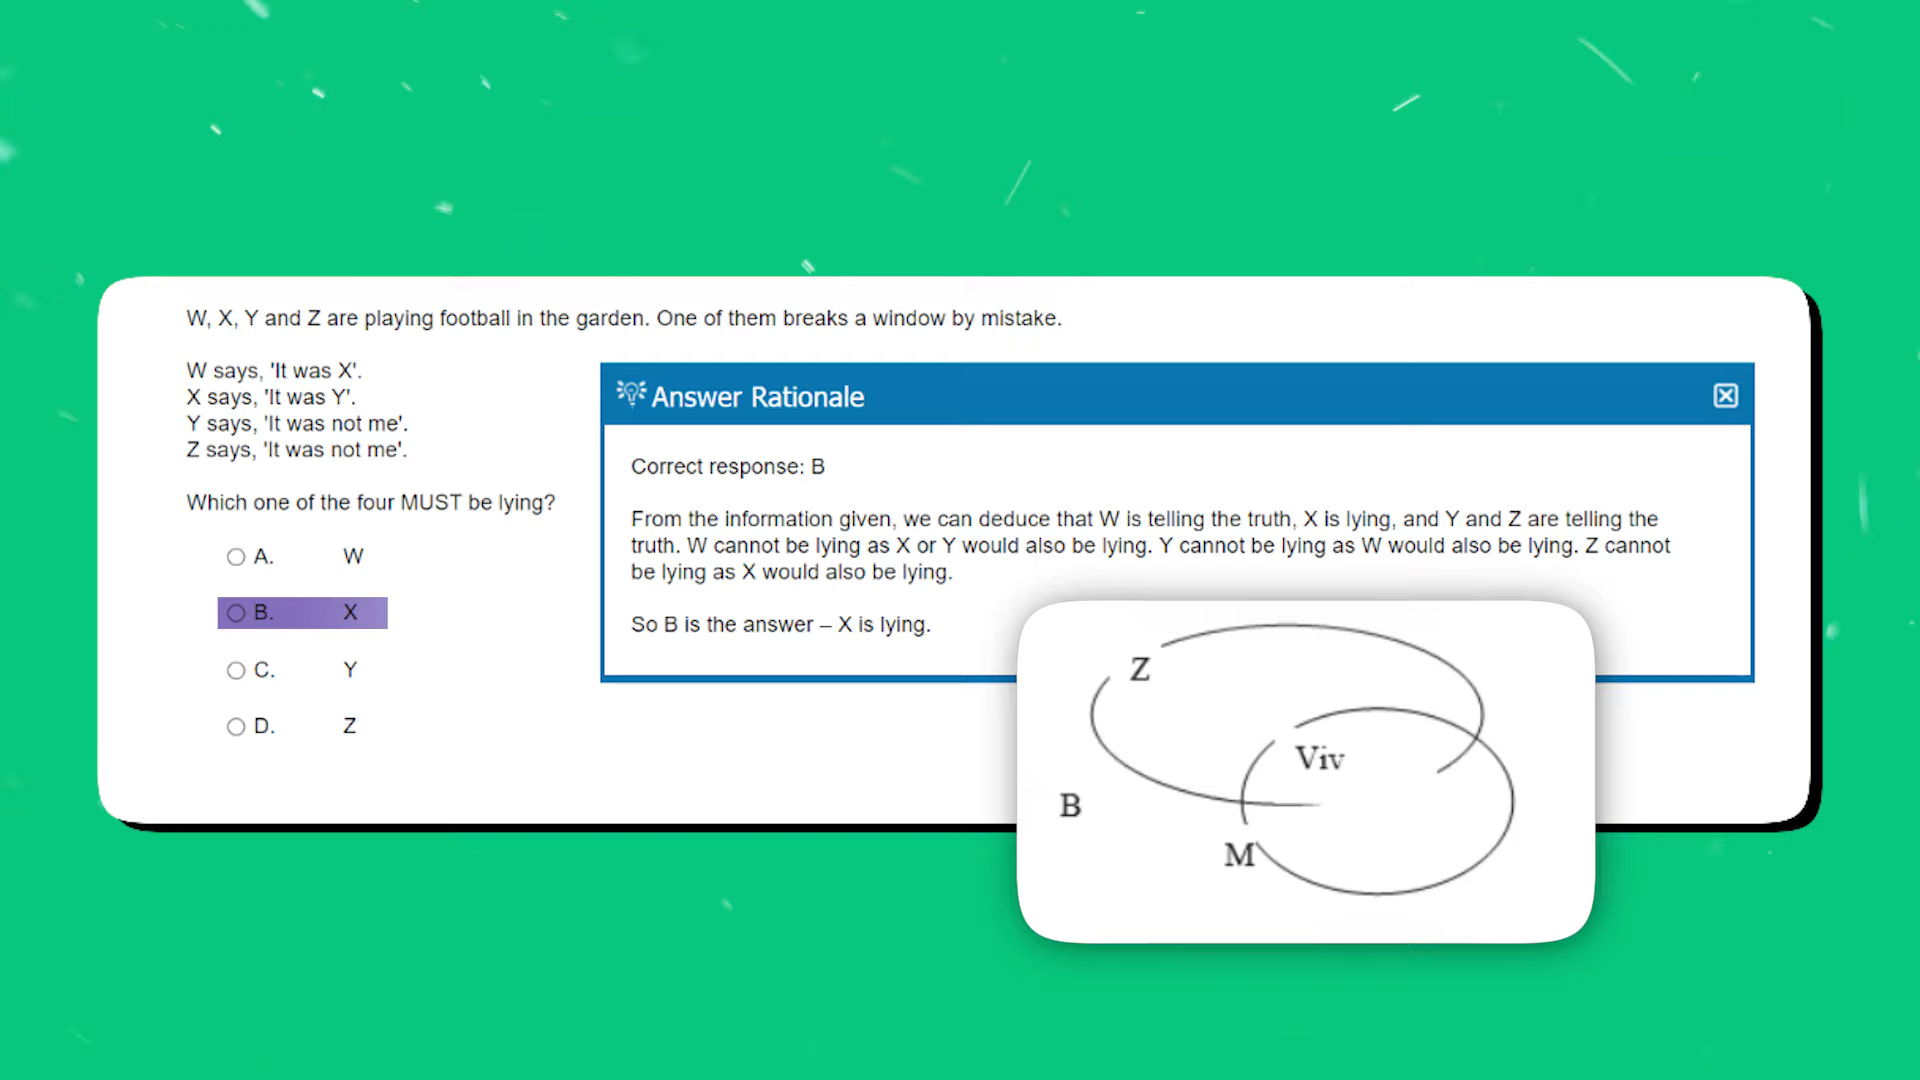 W, X, Y and Z are playing football in the garden. One of them breaks a window by mistake.
W says, 'It was X'.
X says, 'It was Y'.
Y says, 'It was not me'.
Z says, 'It was not me'.
Which one of the four MUST be lying?
A. W
B. X
C. Y
D. Z
Answer Rationale
Correct response: B
From the information given, we can deduce that W is telling the truth, X is lying, and Y and Z are telling the
truth. W cannot be lying as X or Y would also be lying. Y cannot be lying as W would also be lying. Z cannot
be lying as X would also be lying.
So B is the answer – X is lying.
Z
Viv
B
M